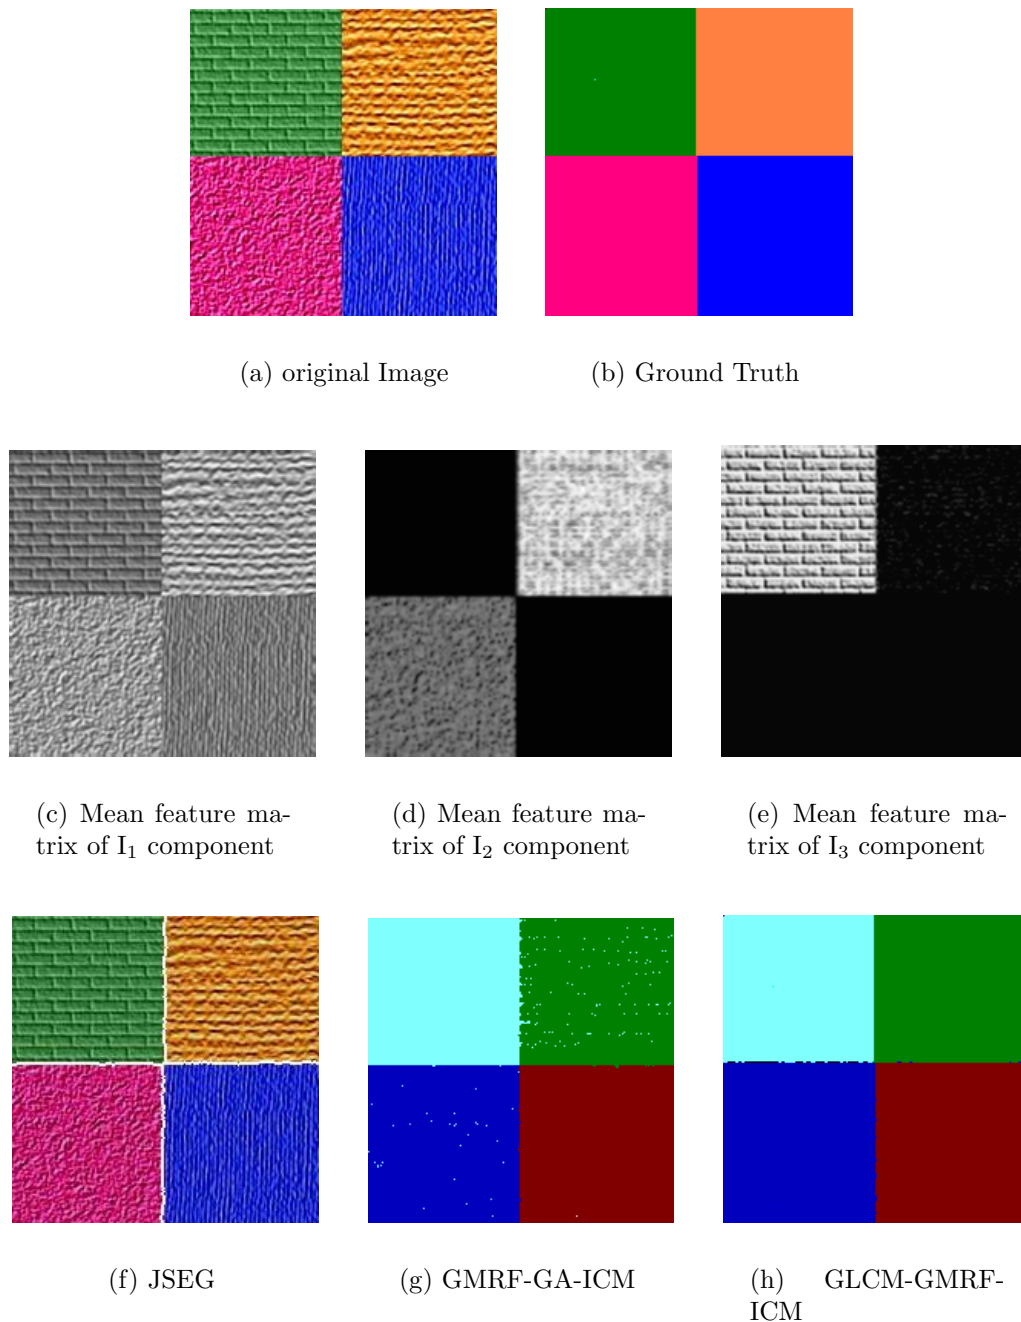 (a) original Image
(b) Ground Truth
(c) Mean feature ma-
trix of I₁ component
(d) Mean feature ma-
trix of I₂ component
(e) Mean feature ma-
trix of I₃ component
(f) JSEG
(g) GMRF-GA-ICM
(h) GLCM-GMRF-
ICM